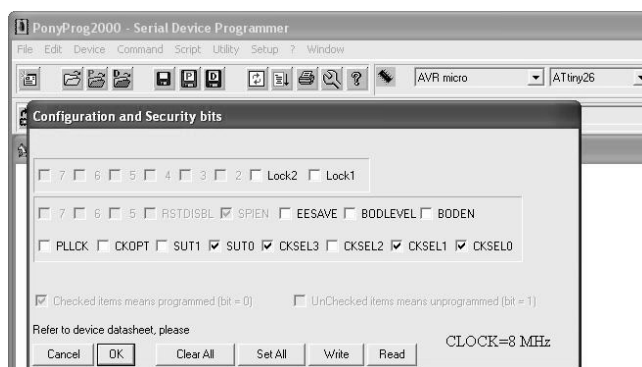 PonyProg2000 - Serial Device Programmer
File Edit Device Command Script Utility Setup ? Window
AVR micro ATtiny26
Configuration and Security bits
7 6 5 4 3 2 Lock2 Lock1
7 6 5 RSTDISBL SPIEN EESAVE BODLEVEL BODEN
PLLCK CKOPT SUT1 SUT0 CKSEL3 CKSEL2 CKSEL1 CKSEL0
Checked items means programmed (bit = 0) UnChecked items means unprogrammed (bit = 1)
Refer to device datasheet, please
CLOCK=8 MHz
Cancel OK Clear All Set All Write Read